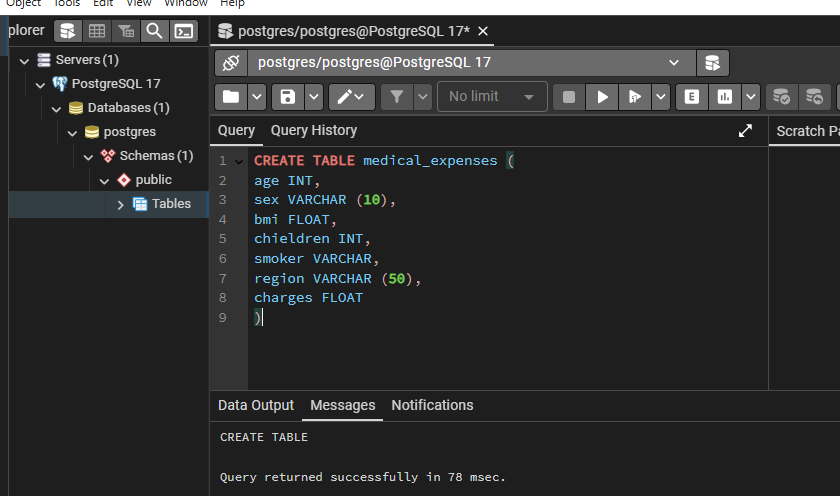 Object Tools Edit View Window Help
plorer
postgres/postgres@PostgreSQL 17*
Servers (1)
PostgreSQL 17
Databases (1)
postgres
Schemas (1)
public
Tables
postgres/postgres@PostgreSQL 17
No limit
E
Query Query History
Scratch Pa
1 CREATE TABLE medical_expenses (
2 age INT,
3 sex VARCHAR (10),
4 bmi FLOAT,
5 chieldren INT,
6 smoker VARCHAR,
7 region VARCHAR (50),
8 charges FLOAT
9 )
Data Output Messages Notifications
CREATE TABLE
Query returned successfully in 78 msec.